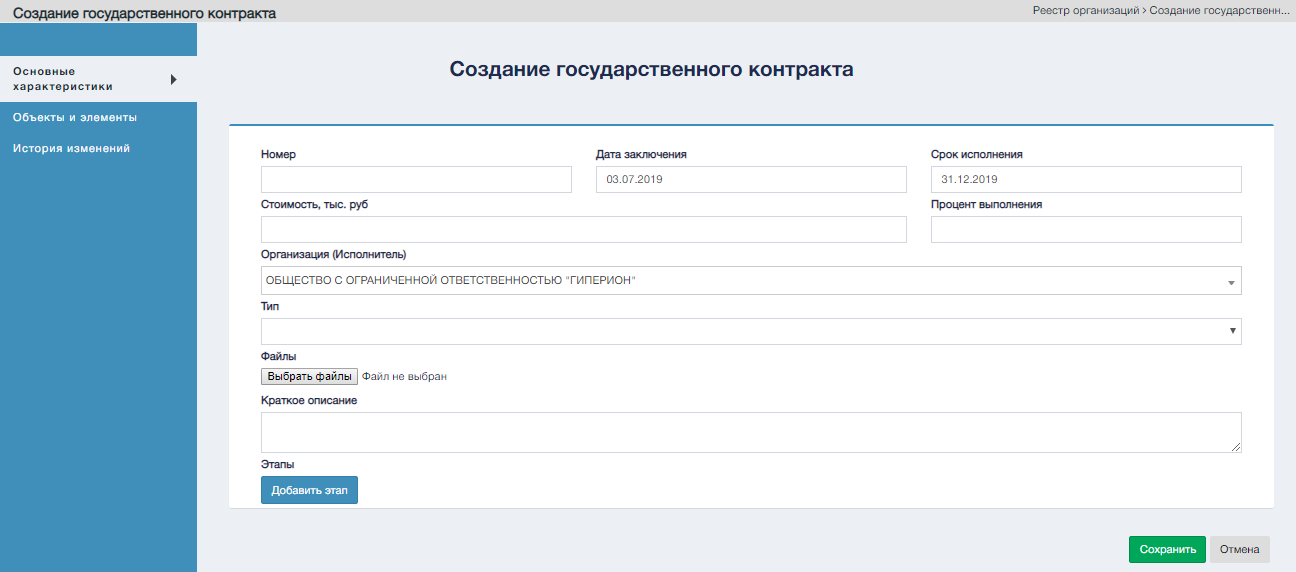 Создание государственного контракта
Реестр организаций › Создание государственн...
Основные
характеристики
Объекты и элементы
История изменений
Создание государственного контракта
Номер
Дата заключения
Срок исполнения
03.07.2019
31.12.2019
Стоимость, тыс. руб
Процент выполнения
Организация (Исполнитель)
ОБЩЕСТВО С ОГРАНИЧЕННОЙ ОТВЕТСТВЕННОСТЬЮ "ГИПЕРИОН"
Тип
Файлы
Выбрать файлы Файл не выбран
Краткое описание
Этапы
Добавить этап
Сохранить
Отмена